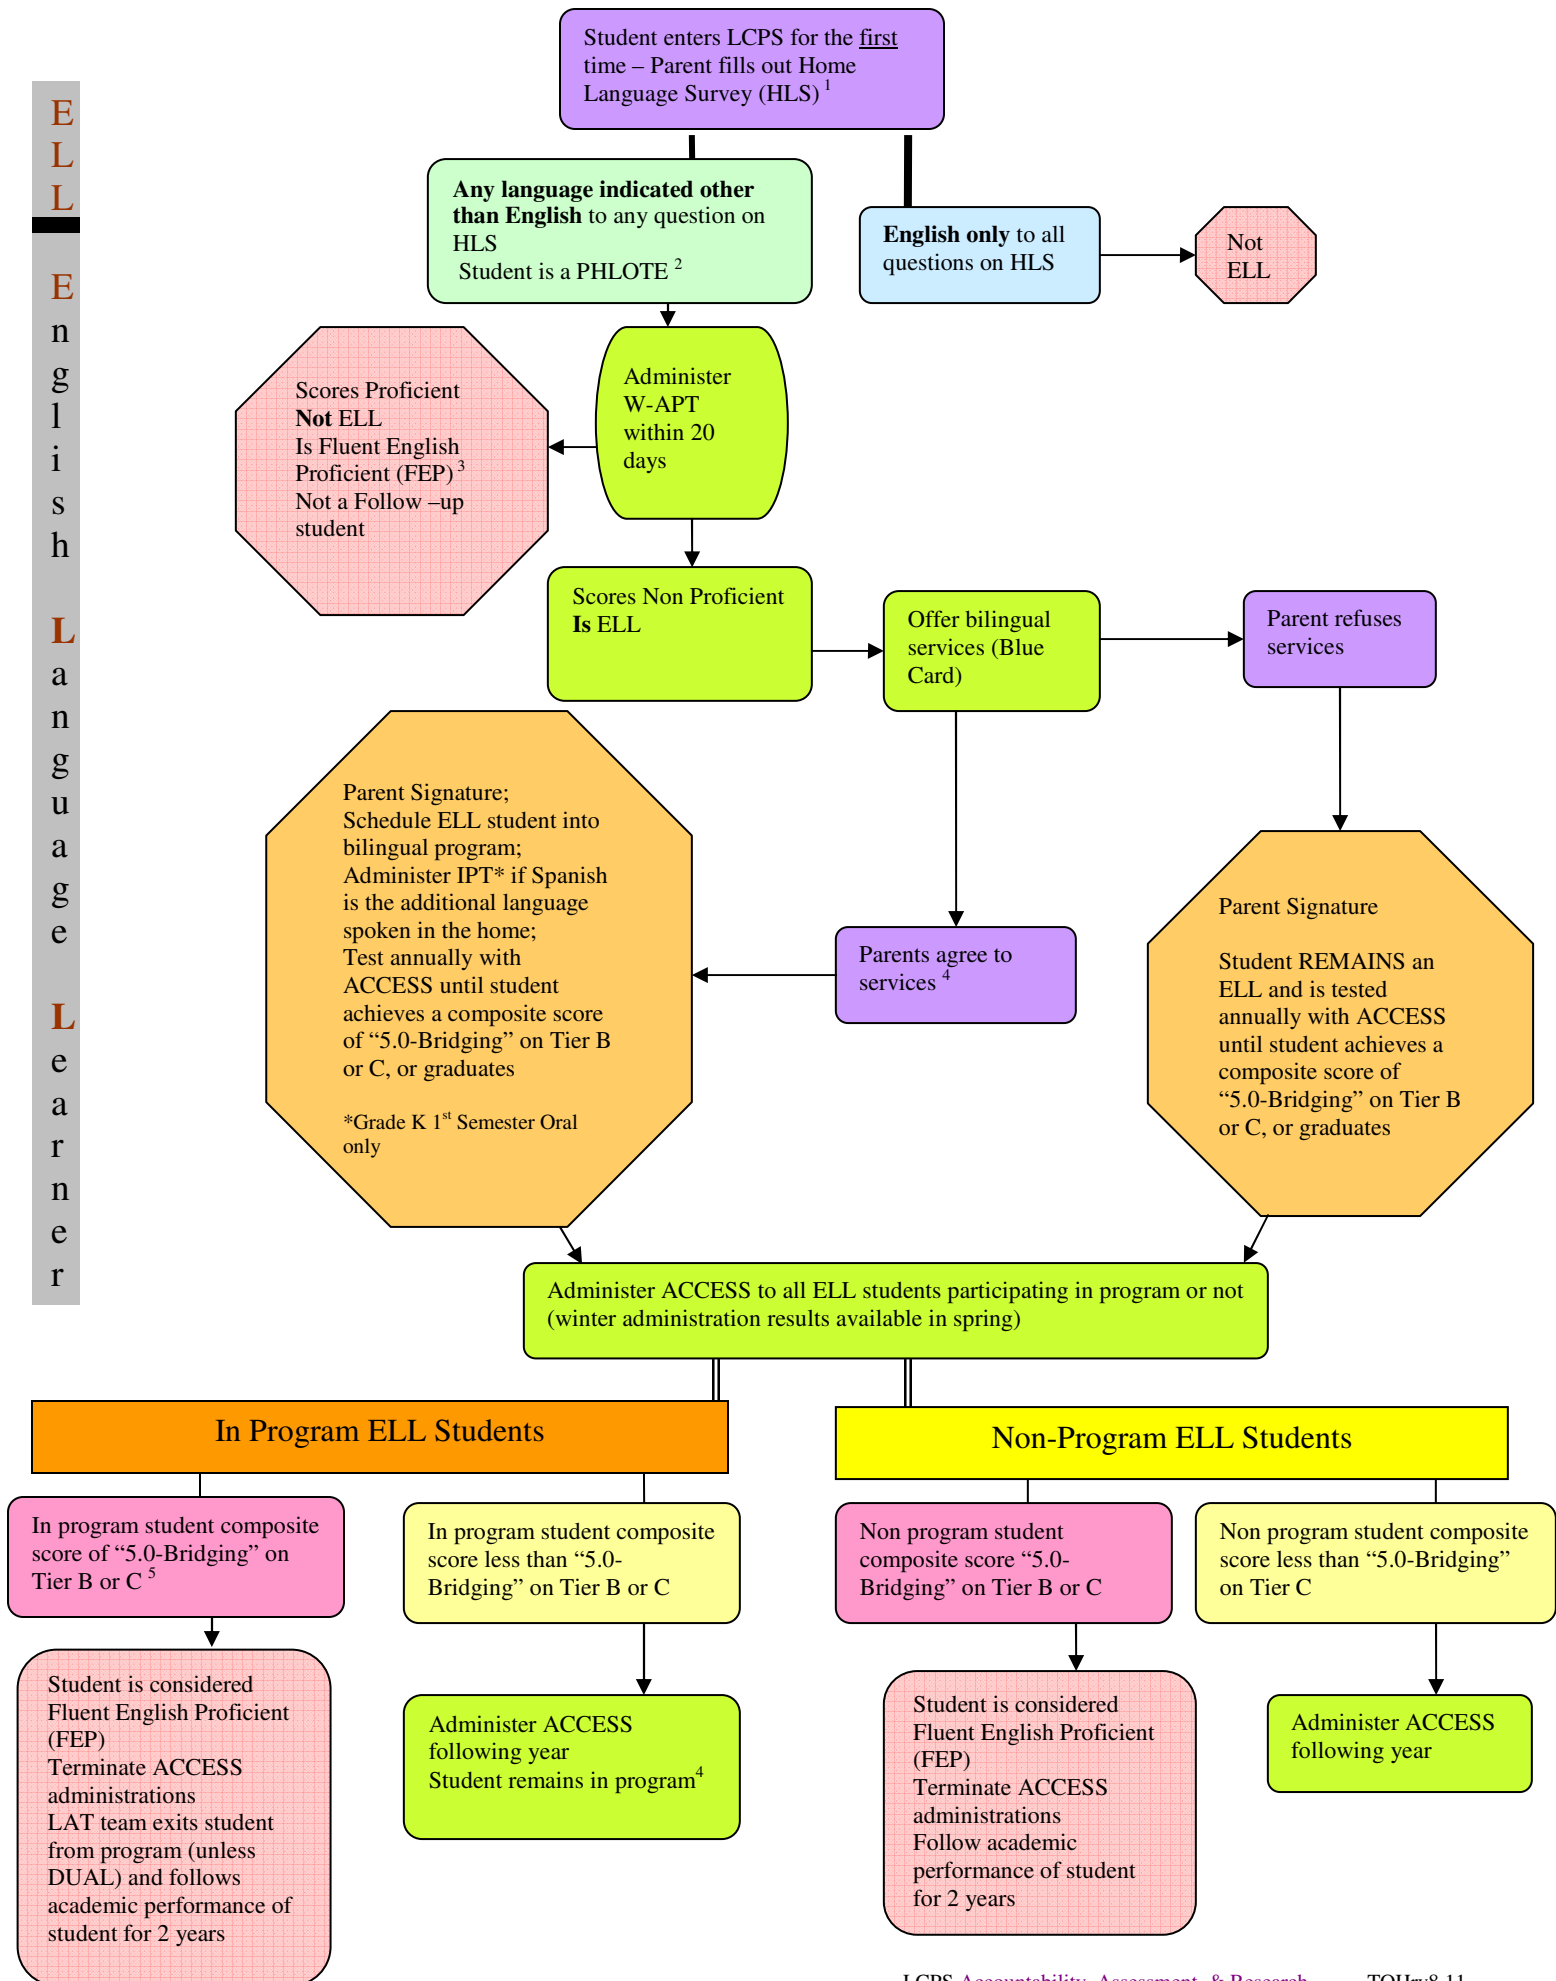 Student enters LCPS for the first
time – Parent fills out Home
Language Survey (HLS) 1
E
L
L
E
n
g
l
i
s
h
L
a
n
g
u
a
g
e
L
e
a
r
n
e
r
Any language indicated other
than English to any question on
HLS
Student is a PHLOTE 2
English only to all
questions on HLS
Not
ELL
Scores Proficient
Not ELL
Is Fluent English
Proficient (FEP) 3
Not a Follow –up
student
Administer
W-APT
within 20
days
Scores Non Proficient
Is ELL
Offer bilingual
services (Blue
Card)
Parent refuses
services
Parent Signature;
Schedule ELL student into
bilingual program;
Administer IPT* if Spanish
is the additional language
spoken in the home;
Test annually with
ACCESS until student
achieves a composite score
of “5.0-Bridging” on Tier B
or C, or graduates
*Grade K 1st Semester Oral
only
Parents agree to
services 4
Parent Signature
Student REMAINS an
ELL and is tested
annually with ACCESS
until student achieves a
composite score of
“5.0-Bridging” on Tier B
or C, or graduates
Administer ACCESS to all ELL students participating in program or not
(winter administration results available in spring)
In Program ELL Students
Non-Program ELL Students
In program student composite
score of “5.0-Bridging” on
Tier B or C 5
In program student composite
score less than “5.0-
Bridging” on Tier B or C
Non program student
composite score “5.0-
Bridging” on Tier B or C
Non program student composite
score less than “5.0-Bridging”
on Tier C
Student is considered
Fluent English Proficient
(FEP)
Terminate ACCESS
administrations
LAT team exits student
from program (unless
DUAL) and follows
academic performance of
student for 2 years
Administer ACCESS
following year
Student remains in program4
Student is considered
Fluent English Proficient
(FEP)
Terminate ACCESS
administrations
Follow academic
performance of student
for 2 years
Administer ACCESS
following year
LCPS Accountability, Assessment, & Research